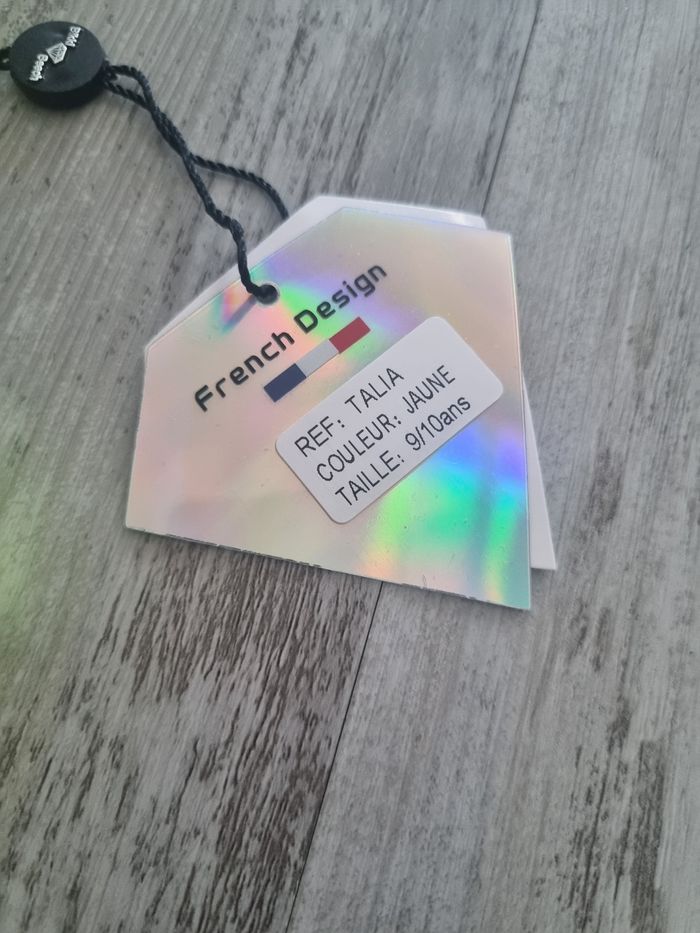 French Design
REF: TALIA
COULEUR: JAUNE
TAILLE: 9/10ans